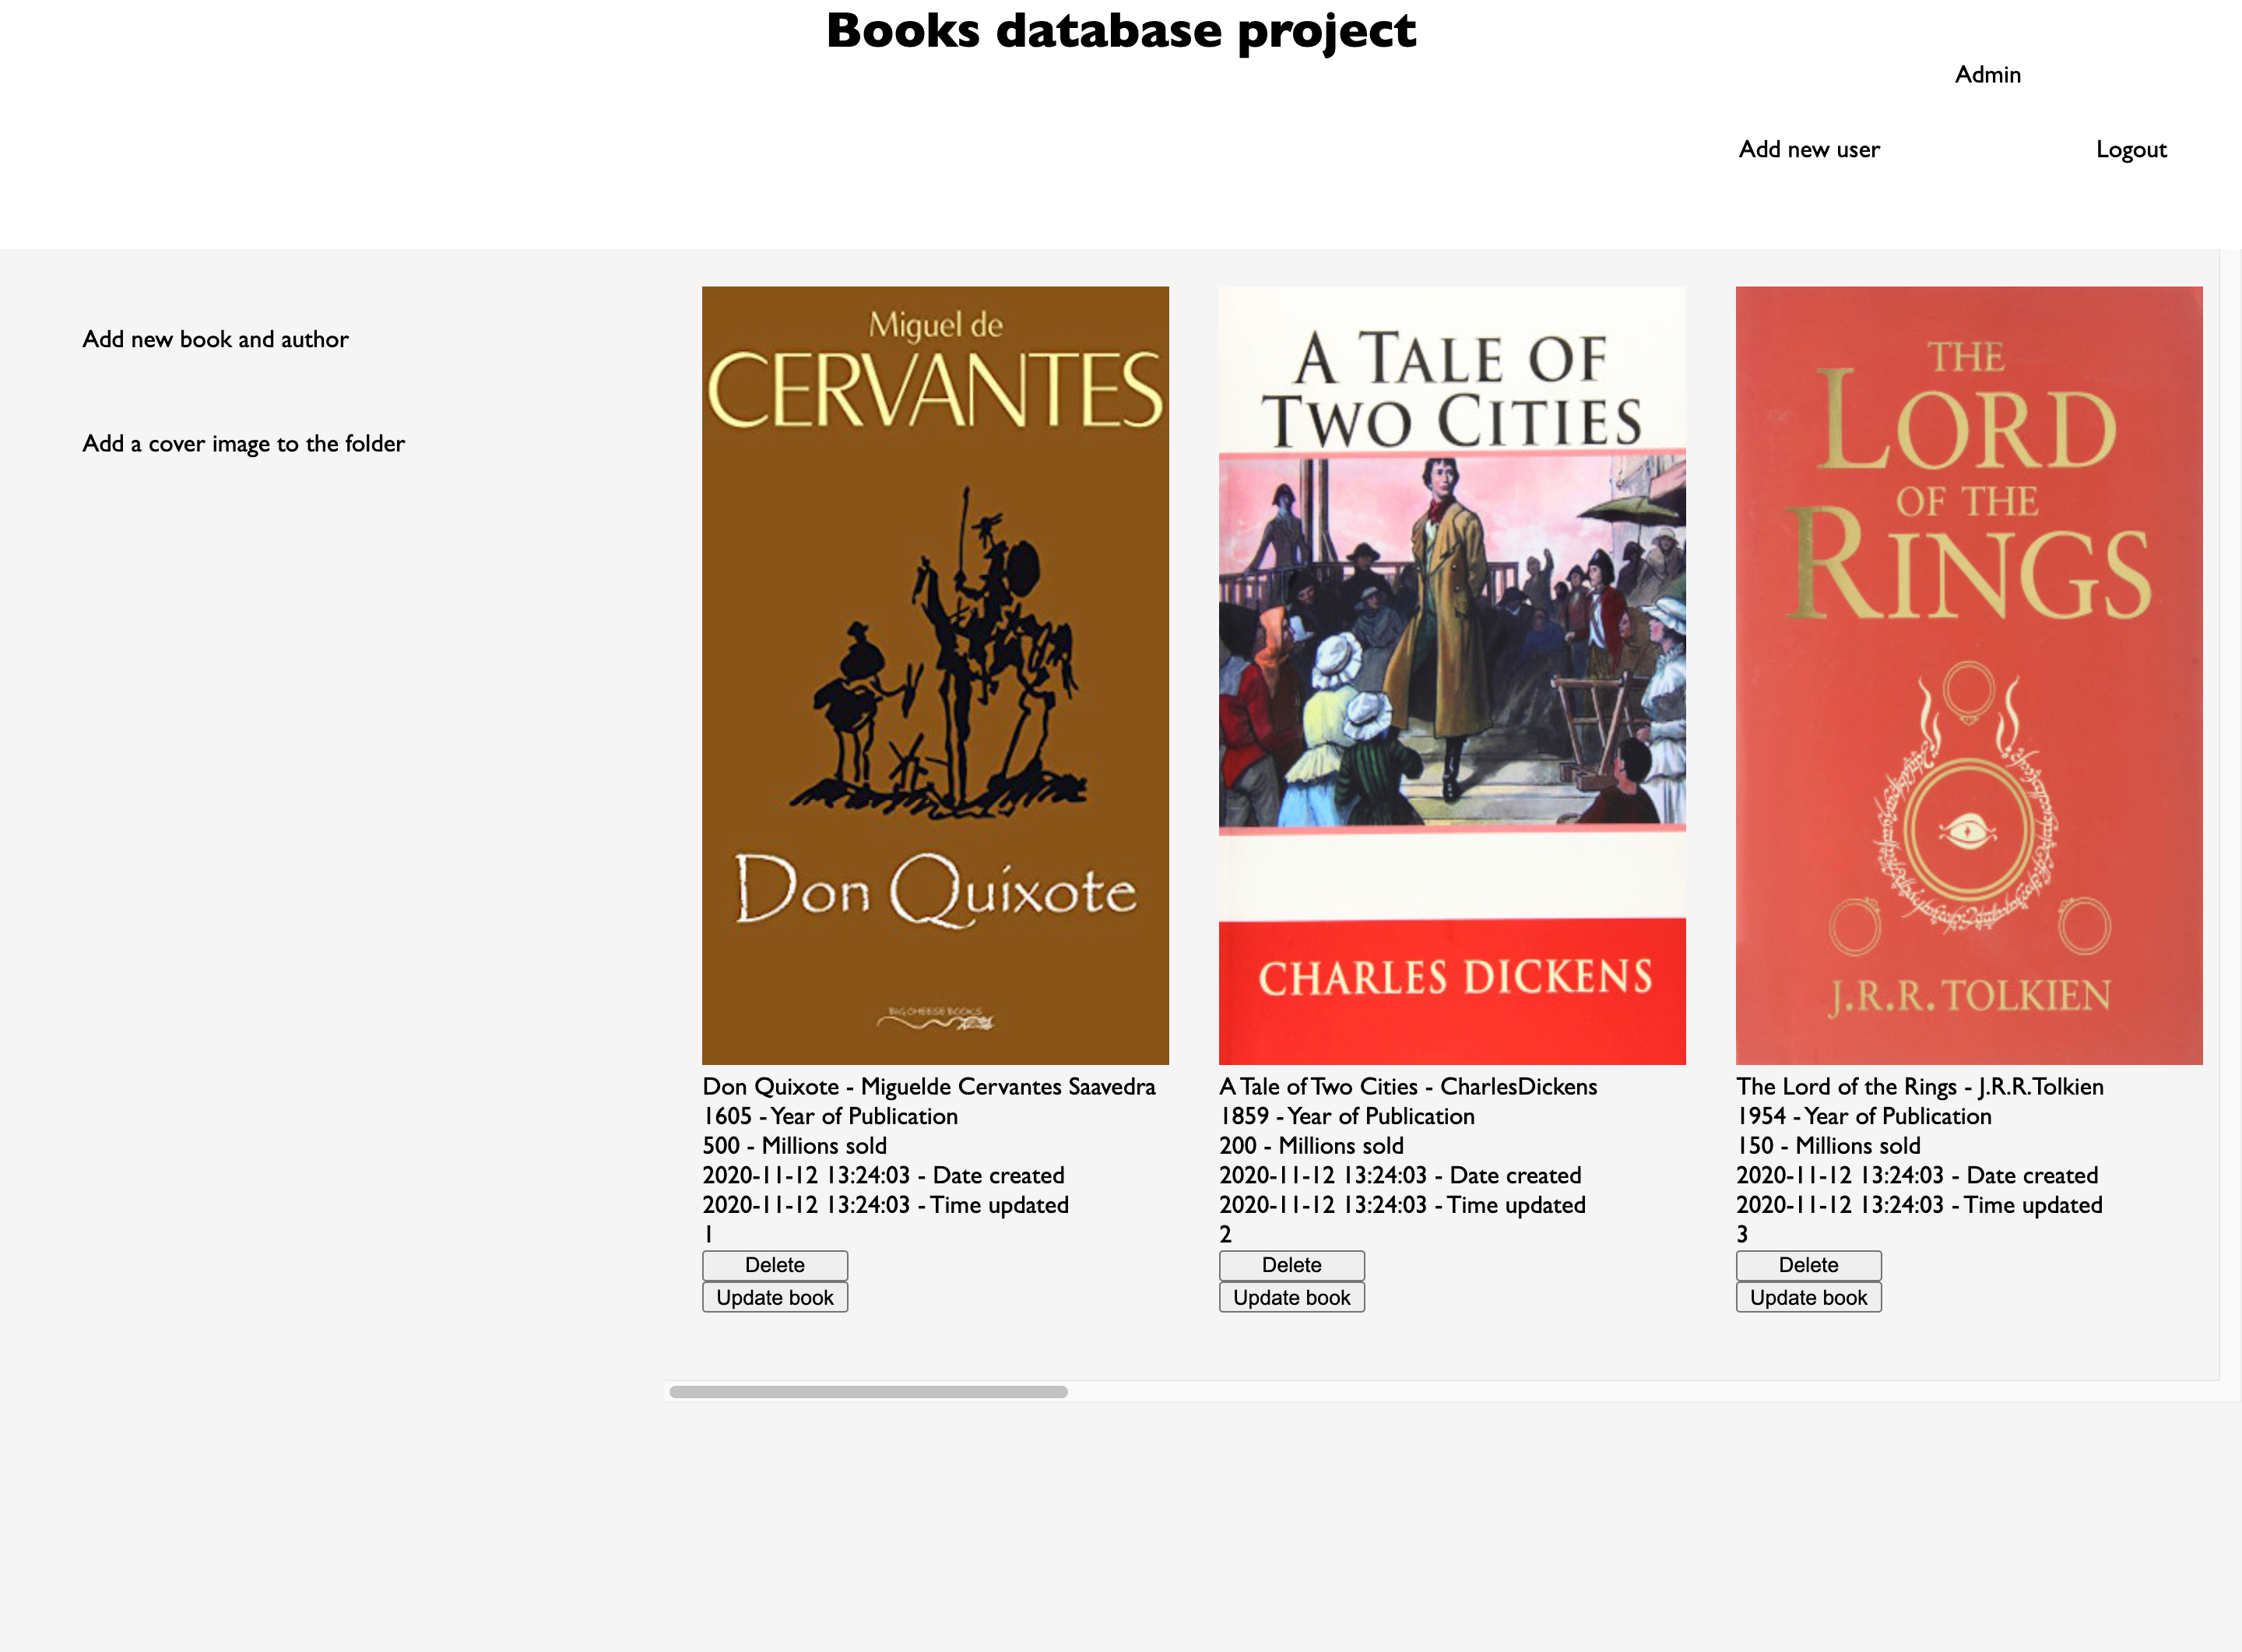 Books database project
Admin
Add new user
Logout
Add new book and author
Add a cover image to the folder
Miguel de
CERVANTES
Don Quixote
BIG CHEESE BOOKS
Don Quixote - Miguelde Cervantes Saavedra
1605 - Year of Publication
500 - Millions sold
2020-11-12 13:24:03 - Date created
2020-11-12 13:24:03 - Time updated
1
Delete
Update book
A TALE OF
TWO CITIES
CHARLES DICKENS
A Tale of Two Cities - CharlesDickens
1859 - Year of Publication
200 - Millions sold
2020-11-12 13:24:03 - Date created
2020-11-12 13:24:03 - Time updated
2
Delete
Update book
THE
LORD
OF THE
RINGS
J.R.R. TOLKIEN
The Lord of the Rings - J.R.R.Tolkien
1954 - Year of Publication
150 - Millions sold
2020-11-12 13:24:03 - Date created
2020-11-12 13:24:03 - Time updated
3
Delete
Update book